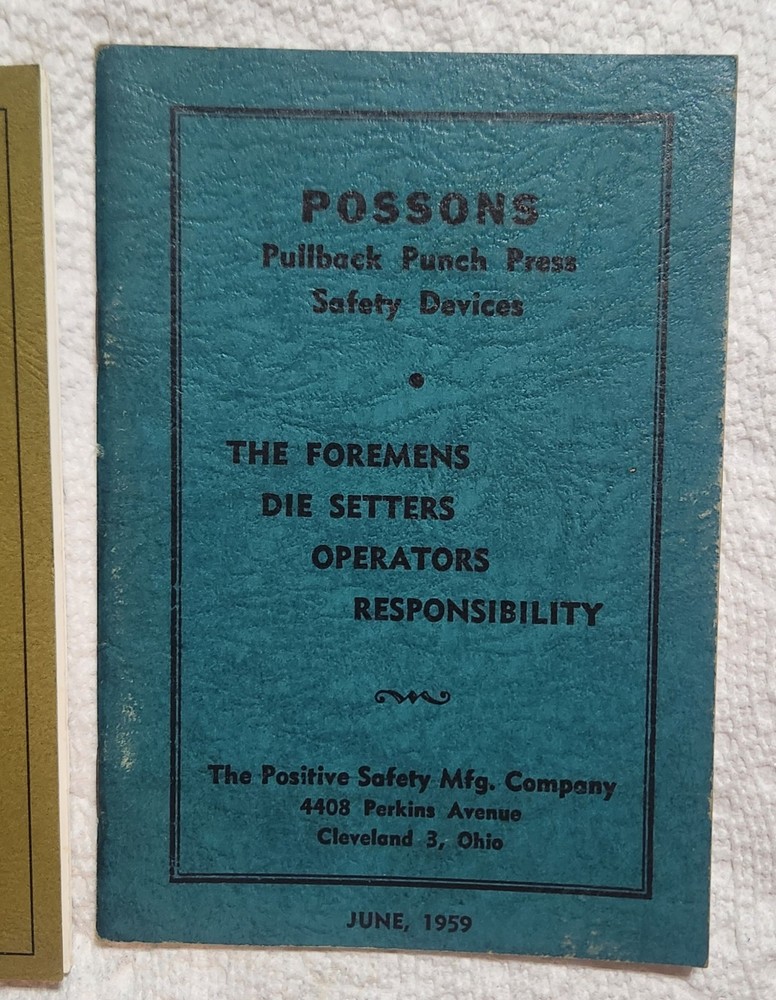 POSSONS
Pullback Punch Press
Safety Devices
THE FOREMENS
DIE SETTERS
OPERATORS
RESPONSIBILITY
The Positive Safety Mfg. Company
4408 Perkins Avenue
Cleveland 3, Ohio
JUNE, 1959